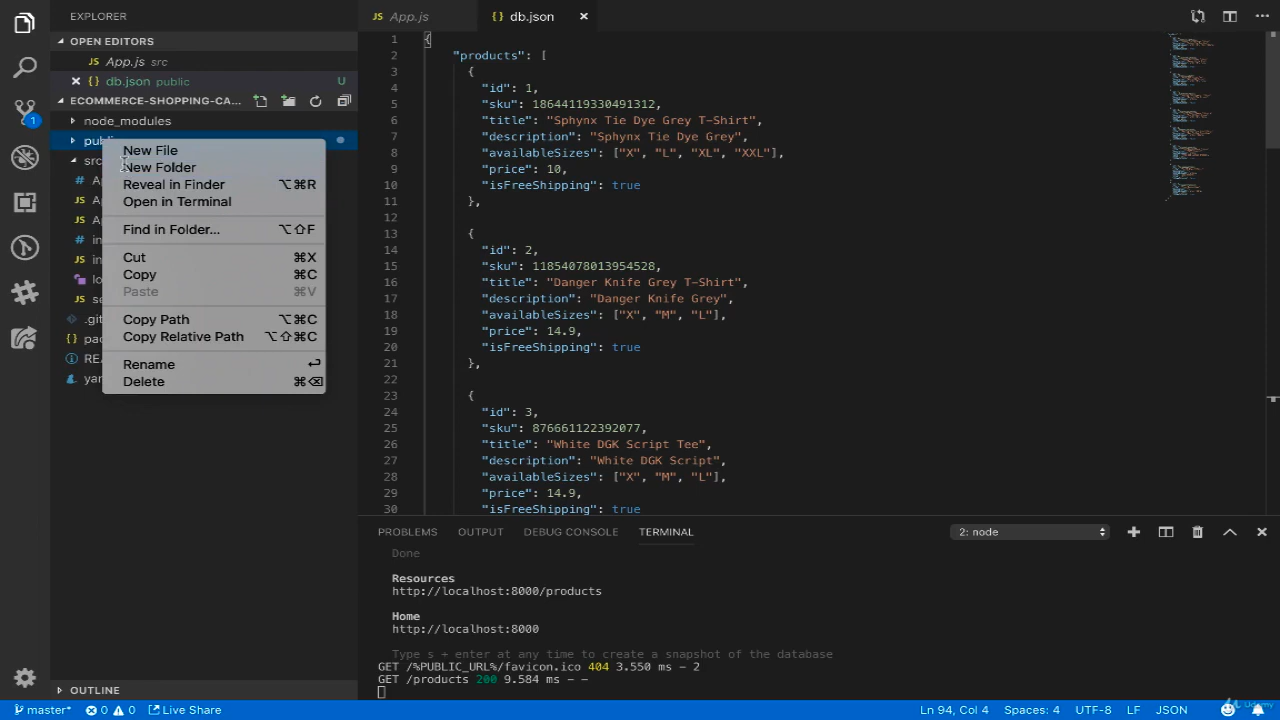 EXPLORER
OPEN EDITORS
App.js src
db.json public U
ECOMMERCE-SHOPPING-CA...
node_modules
publi
src
New File
New Folder
Reveal in Finder ⌥⌘R
Open in Terminal
Find in Folder... ⌥⇧F
Cut ⌘X
Copy ⌘C
Paste ⌘V
Copy Path ⌥⌘C
Copy Relative Path ⌥⇧⌘C
Rename ↩
Delete ⌘⌫
OUTLINE
JS App.js
{} db.json
1 {
2 "products": [
3 {
4 "id": 1,
5 "sku": 18644119330491312,
6 "title": "Sphynx Tie Dye Grey T-Shirt",
7 "description": "Sphynx Tie Dye Grey",
8 "availableSizes": ["X", "L", "XL", "XXL"],
9 "price": 10,
10 "isFreeShipping": true
11 },
12
13 {
14 "id": 2,
15 "sku": 11854078013954528,
16 "title": "Danger Knife Grey T-Shirt",
17 "description": "Danger Knife Grey",
18 "availableSizes": ["X", "M", "L"],
19 "price": 14.9,
20 "isFreeShipping": true
21 },
22
23 {
24 "id": 3,
25 "sku": 876661122392077,
26 "title": "White DGK Script Tee",
27 "description": "White DGK Script",
28 "availableSizes": ["X", "M", "L"],
29 "price": 14.9,
30 "isFreeShipping": true
PROBLEMS OUTPUT DEBUG CONSOLE TERMINAL 2: node
Done
Resources
http://localhost:8000/products
Home
http://localhost:8000
Type s + enter at any time to create a snapshot of the database
GET /%PUBLIC_URL%/favicon.ico 404 3.550 ms - 2
GET /products 200 9.584 ms - -
master* 0 0 Live Share Ln 94, Col 4 Spaces: 4 UTF-8 LF JSON